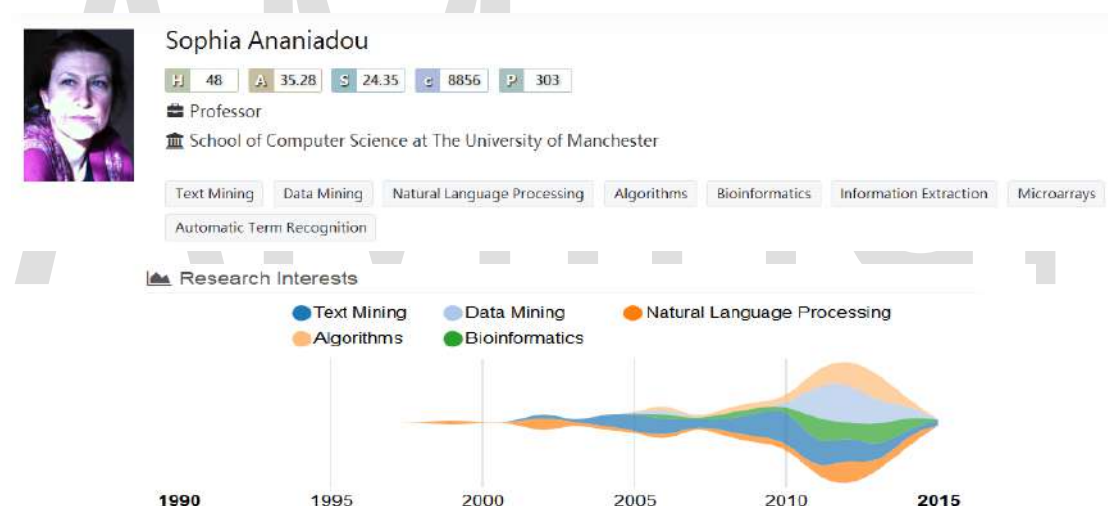 Sophia Ananiadou
H 48 A 35.28 S 24.35 c 8856 P 303
Professor
School of Computer Science at The University of Manchester
Text Mining Data Mining Natural Language Processing Algorithms Bioinformatics Information Extraction Microarrays
Automatic Term Recognition
Research Interests
Text Mining Data Mining Natural Language Processing
Algorithms Bioinformatics
1990 1995 2000 2005 2010 2015